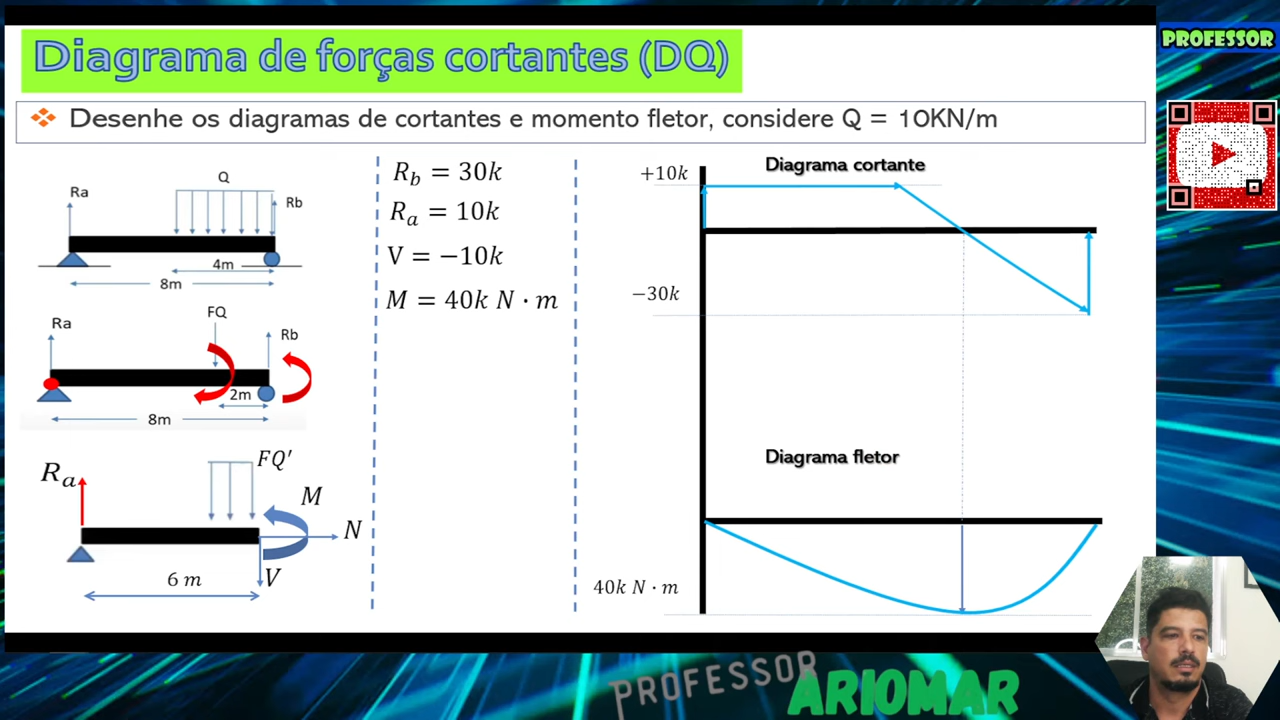 Diagrama de forças cortantes (DQ)
PROFESSOR
Desenhe os diagramas de cortantes e momento fletor, considere Q = 10KN/m
Ra
Q
Rb
4m
8m
Ra
FQ
Rb
2m
8m
Ra
FQ'
M
N
V
6 m
R_b = 30k
R_a = 10k
V = −10k
M = 40k N · m
+10k
Diagrama cortante
−30k
Diagrama fletor
40k N · m
PROFESSOR
ARIOMAR